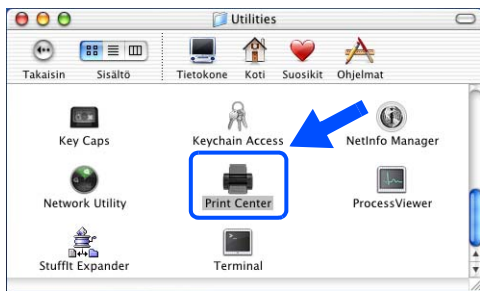 Utilities
Takaisin Sisältö Tietokone Koti Suosikit Ohjelmat
Key Caps Keychain Access NetInfo Manager
Network Utility Print Center ProcessViewer
StuffIt Expander Terminal